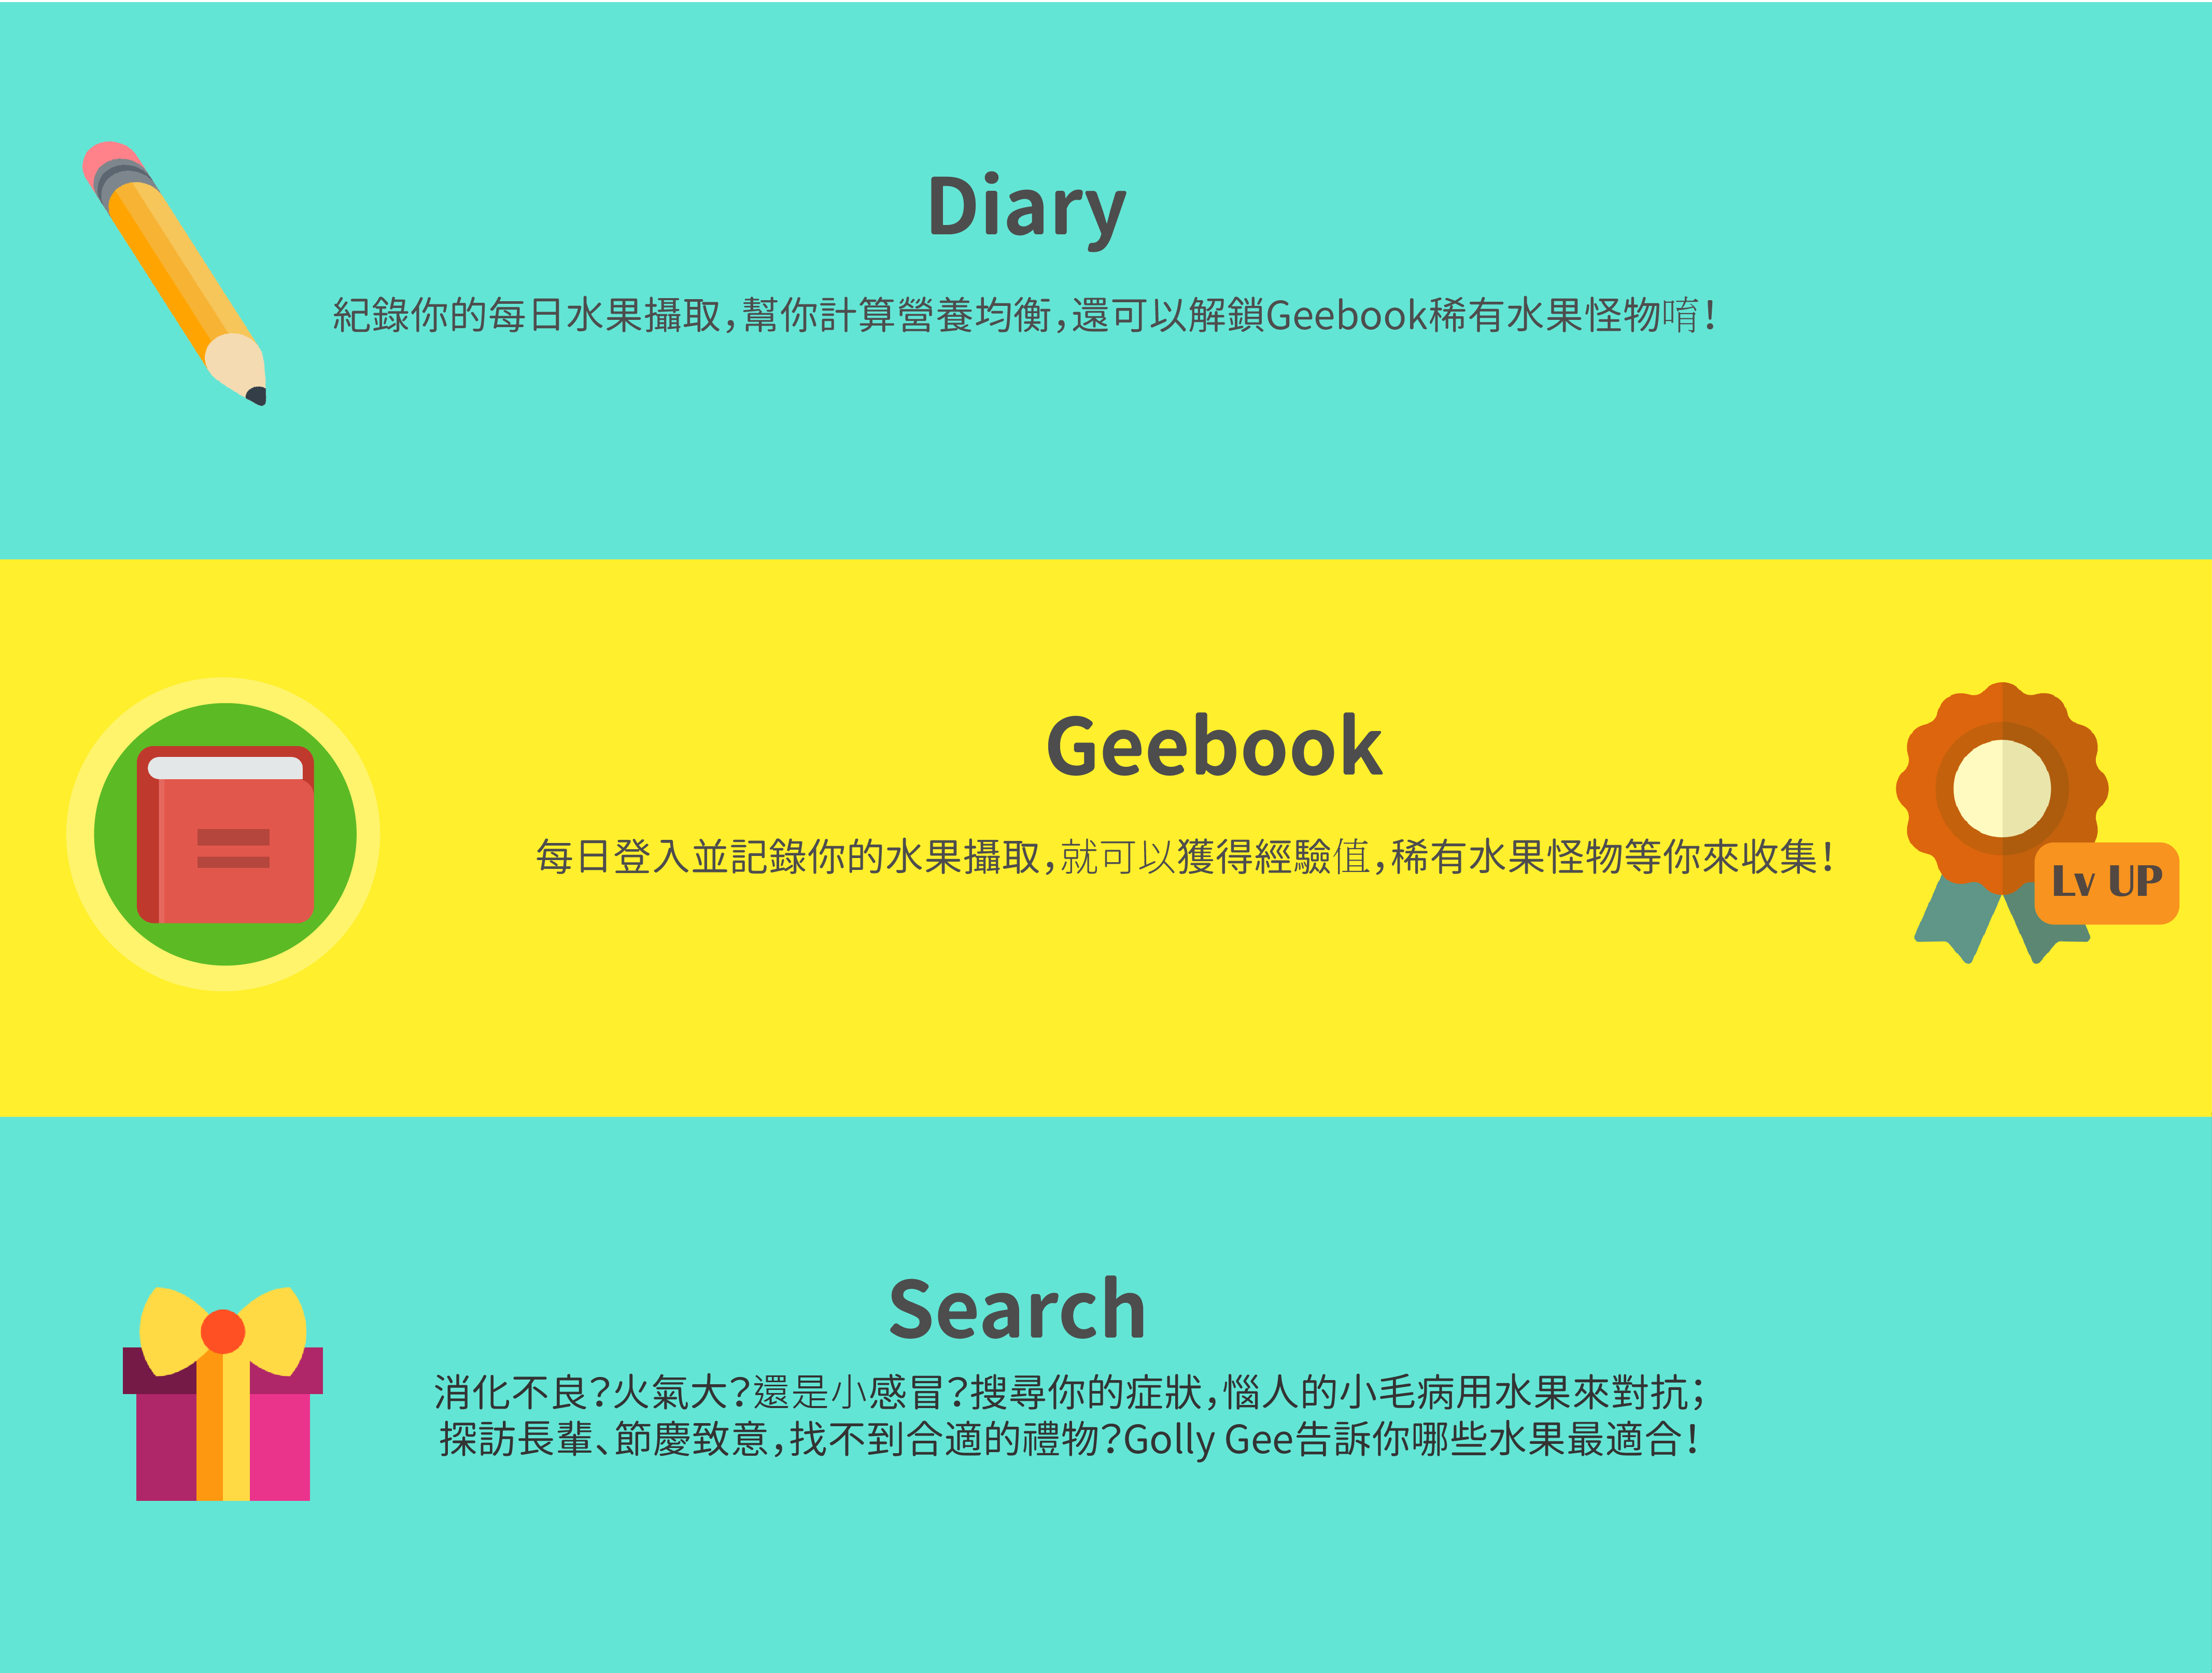 Diary
紀錄你的每日水果攝取，幫你計算營養均衡，還可以解鎖Geebook稀有水果怪物唷！
Geebook
每日登入並記錄你的水果攝取，就可以獲得經驗值，稀有水果怪物等你來收集！
Lv UP
Search
消化不良？火氣大？還是小感冒？搜尋你的症狀，惱人的小毛病用水果來對抗；
探訪長輩、節慶致意，找不到合適的禮物？Golly Gee告訴你哪些水果最適合！